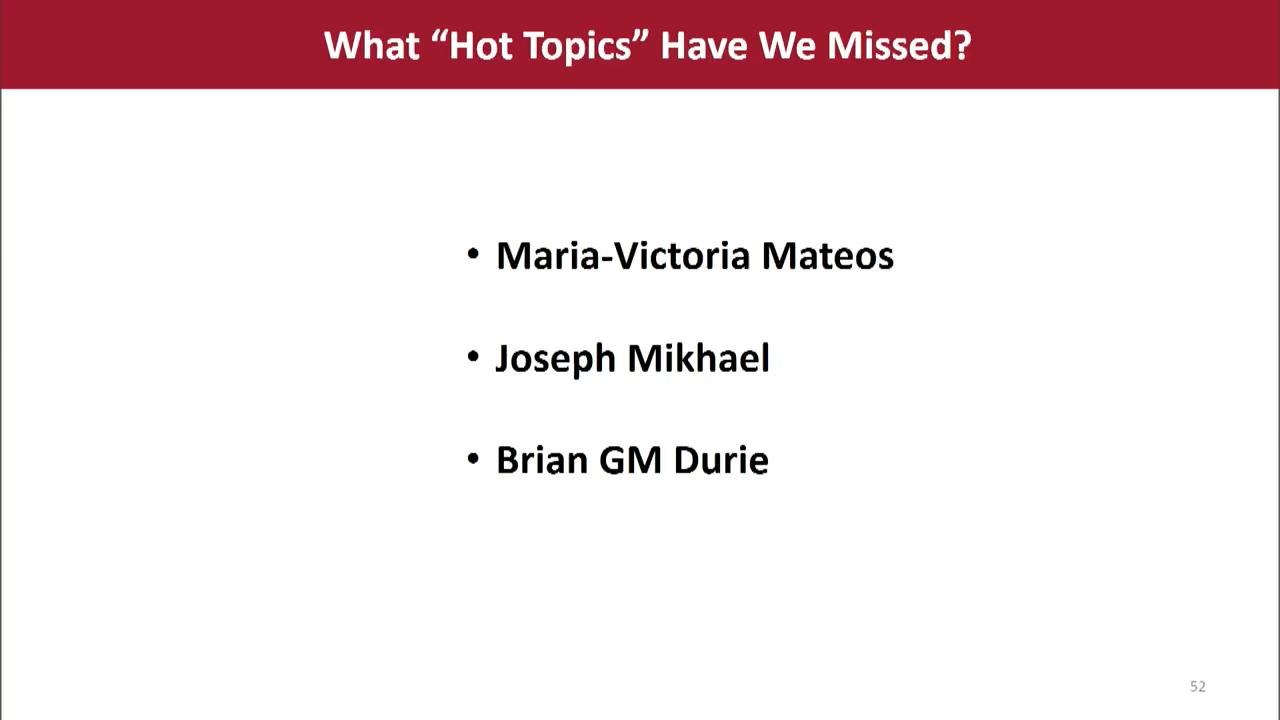 What “Hot Topics” Have We Missed?
• Maria-Victoria Mateos
• Joseph Mikhael
• Brian GM Durie
52